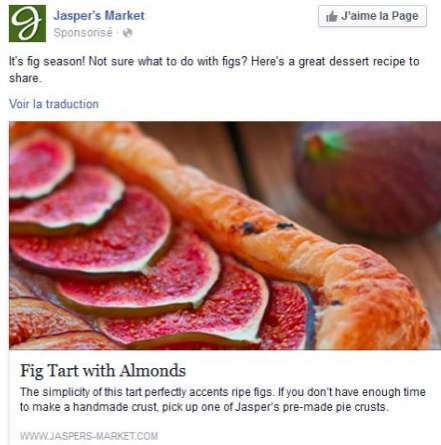 Jasper's Market
J'aime la Page
Sponsorisé ·
It's fig season! Not sure what to do with figs? Here's a great dessert recipe to
share.
Voir la traduction
Fig Tart with Almonds
The simplicity of this tart perfectly accents ripe figs. If you don't have enough time
to make a handmade crust, pick up one of Jasper's pre-made pie crusts.
WWW.JASPERS-MARKET.COM